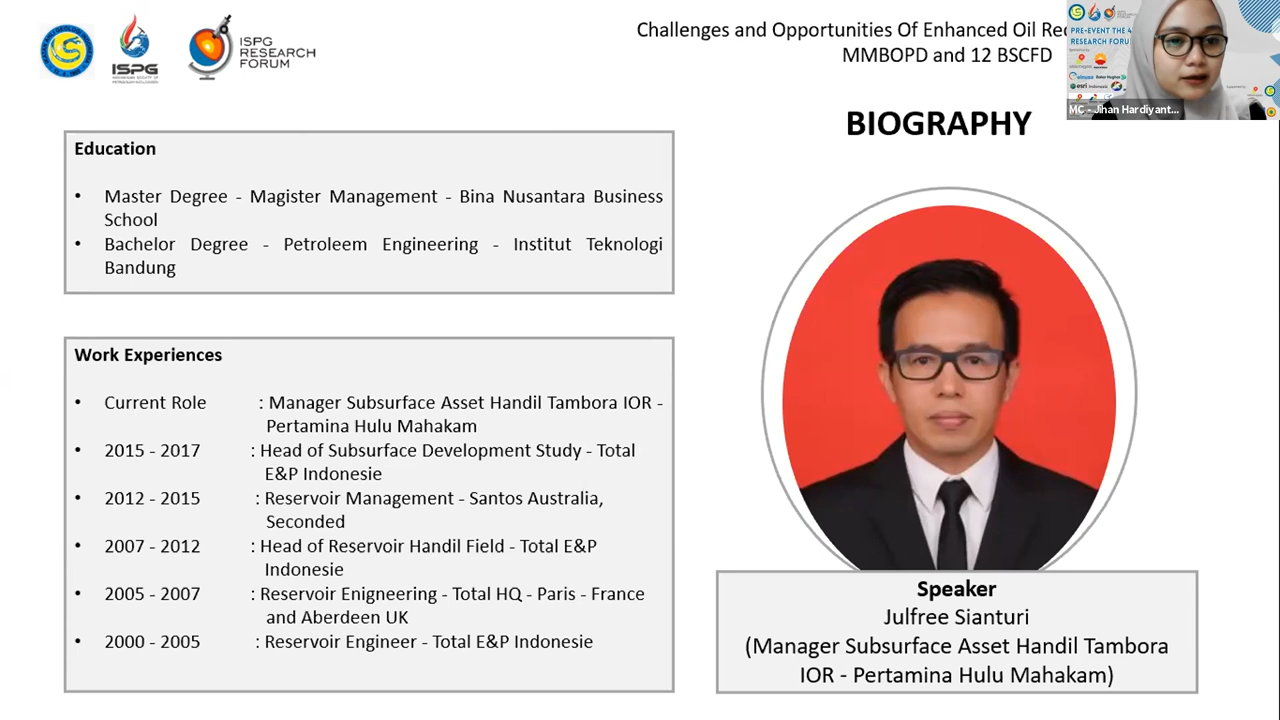 ISPG
ISPG
RESEARCH
FORUM
Challenges and Opportunities Of Enhanced Oil
MMBOPD and 12 BSCFD
PRE-EVENT THE
RESEARCH FORUM
MC - Jihan Hardiyant...
BIOGRAPHY
Education
• Master Degree - Magister Management - Bina Nusantara Business
School
• Bachelor Degree - Petroleem Engineering - Institut Teknologi
Bandung
Work Experiences
• Current Role : Manager Subsurface Asset Handil Tambora IOR -
Pertamina Hulu Mahakam
• 2015 - 2017 : Head of Subsurface Development Study - Total
E&P Indonesie
• 2012 - 2015 : Reservoir Management - Santos Australia,
Seconded
• 2007 - 2012 : Head of Reservoir Handil Field - Total E&P
Indonesie
• 2005 - 2007 : Reservoir Enigneering - Total HQ - Paris - France
and Aberdeen UK
• 2000 - 2005 : Reservoir Engineer - Total E&P Indonesie
Speaker
Julfree Sianturi
(Manager Subsurface Asset Handil Tambora
IOR - Pertamina Hulu Mahakam)